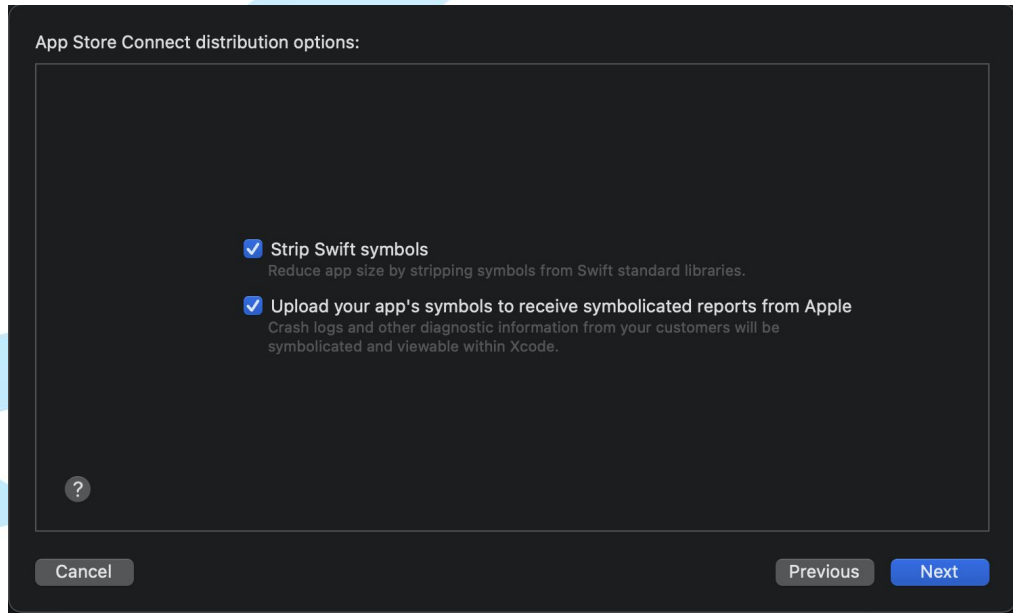 App Store Connect distribution options:
Strip Swift symbols
Reduce app size by stripping symbols from Swift standard libraries.
Upload your app's symbols to receive symbolicated reports from Apple
Crash logs and other diagnostic information from your customers will be
symbolicated and viewable within Xcode.
?
Cancel
Previous
Next